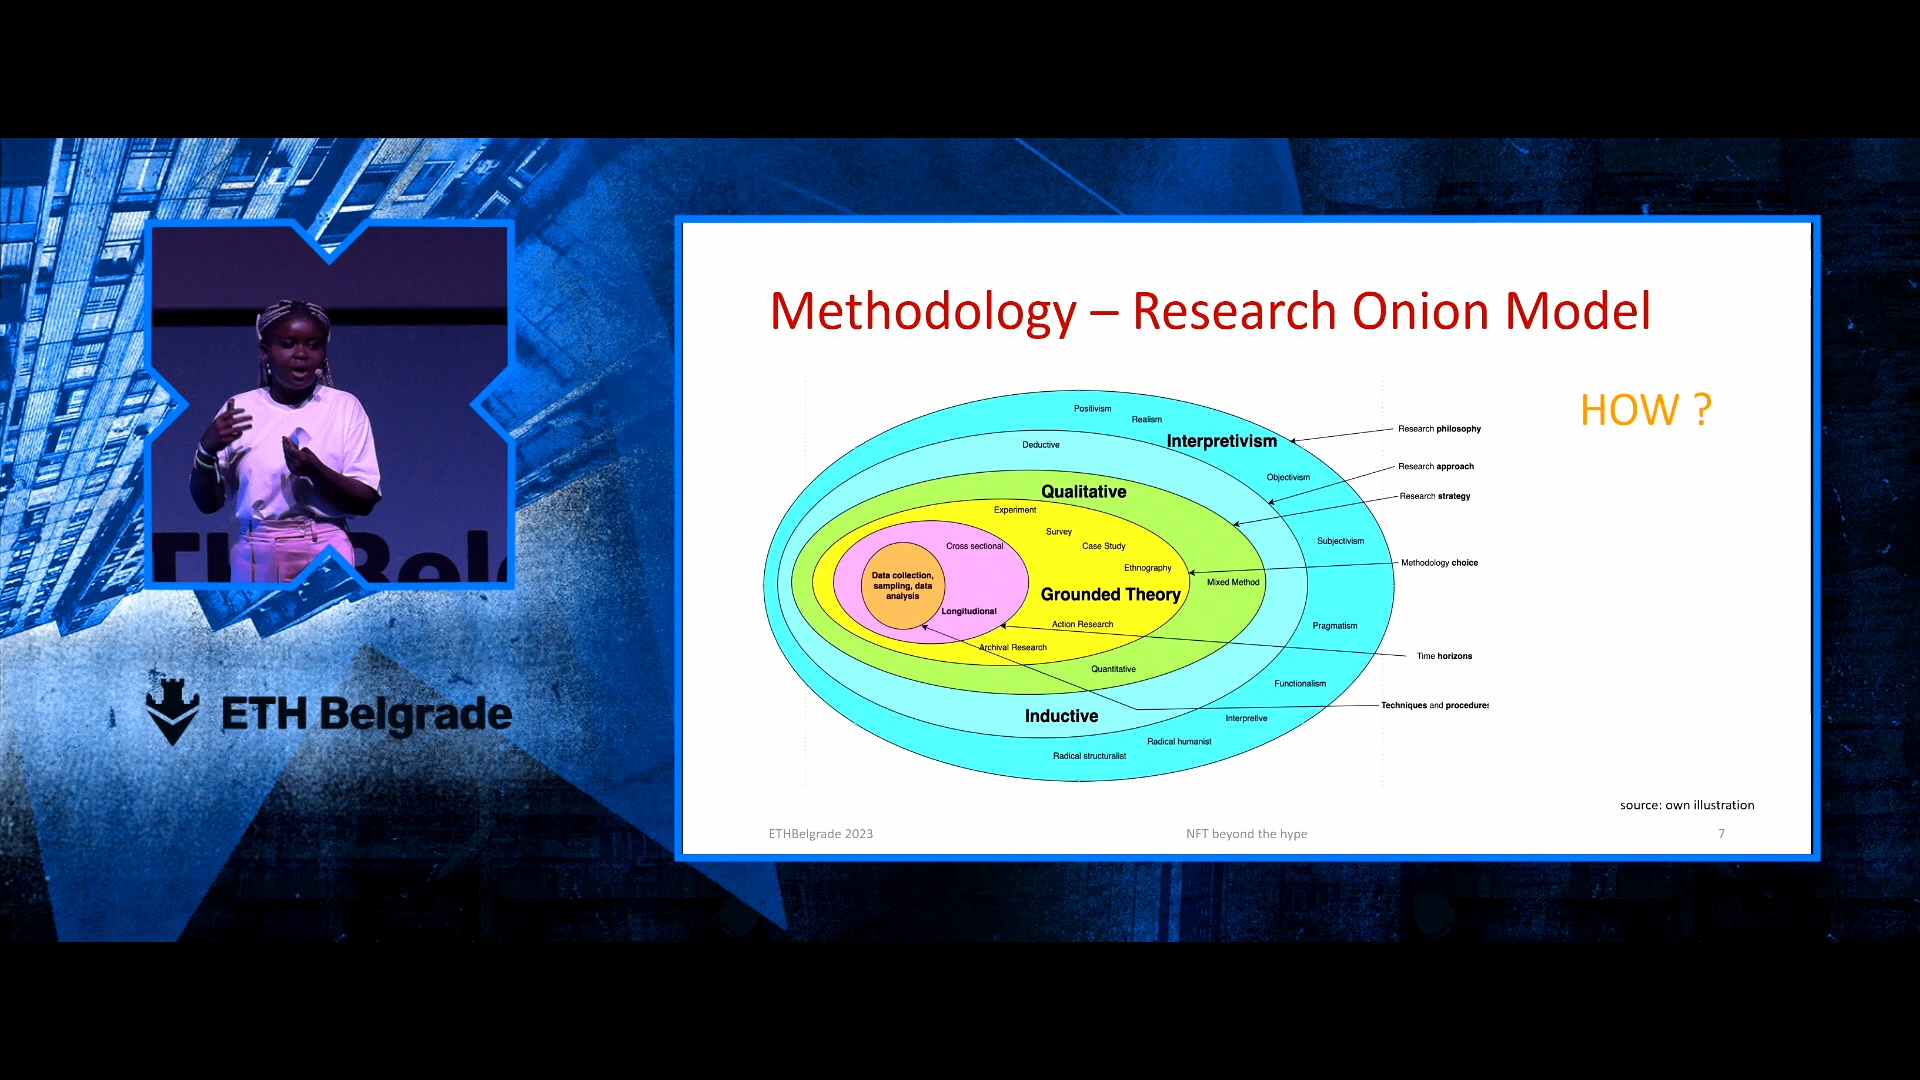 Methodology – Research Onion Model
HOW ?
Positivism
Realism
Interpretivism
Research philosophy
Deductive
Research approach
Objectivism
Qualitative
Research strategy
Experiment
Survey
Subjectivism
Cross sectional
Case Study
Ethnography
Methodology choice
Data collection,
sampling, data
analysis
Mixed Method
Grounded Theory
Longitudional
Action Research
Pragmatism
Archival Research
Time horizons
Quantitative
Functionalism
Techniques and procedures
Inductive
Interpretive
Radical humanist
Radical structuralist
source: own illustration
ETHBelgrade 2023
NFT beyond the hype
7
TH Belg
ETH Belgrade